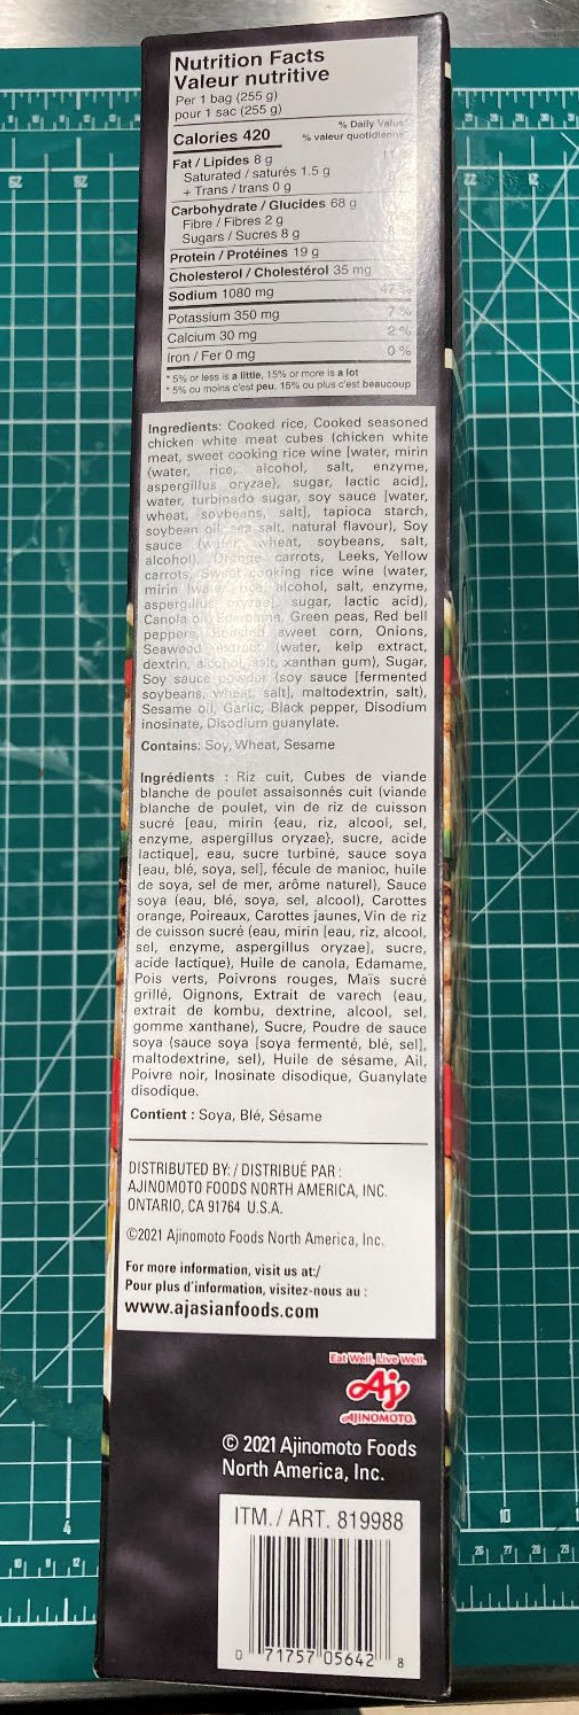 Nutrition Facts
Valeur nutritive
Per 1 bag (255 g)
pour 1 sac (255 g)
% Daily Value*
Calories 420 % valeur quotidienne*
Fat / Lipides 8 g 11
Saturated / saturés 1.5 g
+ Trans / trans 0 g
Carbohydrate / Glucides 68 g
Fibre / Fibres 2 g
Sugars / Sucres 8 g
Protein / Protéines 19 g
Cholesterol / Cholestérol 35 mg
Sodium 1080 mg 47 %
Potassium 350 mg 7 %
Calcium 30 mg 2 %
Iron / Fer 0 mg 0 %
* 5% or less is a little, 15% or more is a lot
* 5% ou moins c'est peu, 15% ou plus c'est beaucoup
Ingredients: Cooked rice, Cooked seasoned
chicken white meat cubes (chicken white
meat, sweet cooking rice wine [water, mirin
{water, rice, alcohol, salt, enzyme,
aspergillus oryzae}, sugar, lactic acid],
water, turbinado sugar, soy sauce [water,
wheat, soybeans, salt], tapioca starch,
soybean oil, sea salt, natural flavour), Soy
sauce (water, wheat, soybeans, salt,
alcohol), Orange carrots, Leeks, Yellow
carrots, Sweet cooking rice wine (water,
mirin [water, rice, alcohol, salt, enzyme,
aspergillus oryzae], sugar, lactic acid),
Canola oil, Edamame, Green peas, Red bell
peppers, Roasted sweet corn, Onions,
Seaweed extract (water, kelp extract,
dextrin, alcohol, salt, xanthan gum), Sugar,
Soy sauce powder (soy sauce [fermented
soybeans, wheat, salt], maltodextrin, salt),
Sesame oil, Garlic, Black pepper, Disodium
inosinate, Disodium guanylate.
Contains: Soy, Wheat, Sesame
Ingrédients : Riz cuit, Cubes de viande
blanche de poulet assaisonnés cuit (viande
blanche de poulet, vin de riz de cuisson
sucré [eau, mirin {eau, riz, alcool, sel,
enzyme, aspergillus oryzae}, sucre, acide
lactique], eau, sucre turbiné, sauce soya
[eau, blé, soya, sel], fécule de manioc, huile
de soya, sel de mer, arôme naturel), Sauce
soya (eau, blé, soya, sel, alcool), Carottes
orange, Poireaux, Carottes jaunes, Vin de riz
de cuisson sucré (eau, mirin [eau, riz, alcool,
sel, enzyme, aspergillus oryzae], sucre,
acide lactique), Huile de canola, Edamame,
Pois verts, Poivrons rouges, Maïs sucré
grillé, Oignons, Extrait de varech (eau,
extrait de kombu, dextrine, alcool, sel,
gomme xanthane), Sucre, Poudre de sauce
soya (sauce soya [soya fermenté, blé, sel],
maltodextrine, sel), Huile de sésame, Ail,
Poivre noir, Inosinate disodique, Guanylate
disodique.
Contient : Soya, Blé, Sésame
DISTRIBUTED BY: / DISTRIBUÉ PAR :
AJINOMOTO FOODS NORTH AMERICA, INC.
ONTARIO, CA 91764 U.S.A.
©2021 Ajinomoto Foods North America, Inc.
For more information, visit us at:/
Pour plus d'information, visitez-nous au :
www.ajasianfoods.com
Eat Well, Live Well.
Aj
AJINOMOTO.
© 2021 Ajinomoto Foods
North America, Inc.
ITM. / ART. 819988
0 71757 05642 8